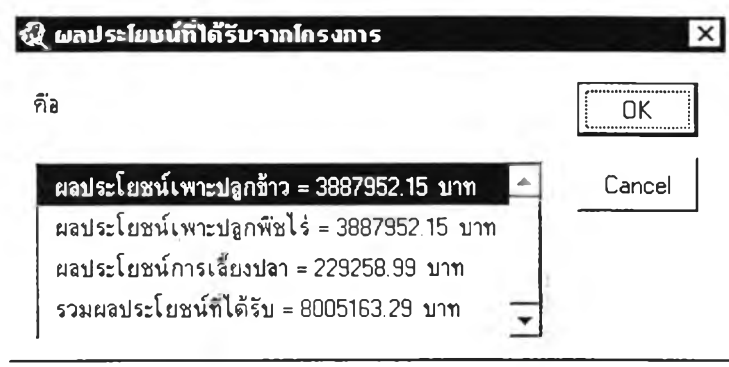 ผลประโยชน์ที่ได้รับจากโครงการ
คือ
OK
ผลประโยชน์เพาะปลูกข้าว = 3887952.15 บาท
Cancel
ผลประโยชน์เพาะปลูกพืชไร่ = 3887952.15 บาท
ผลประโยชน์การเลี้ยงปลา = 229258.99 บาท
รวมผลประโยชน์ที่ได้รับ = 8005163.29 บาท